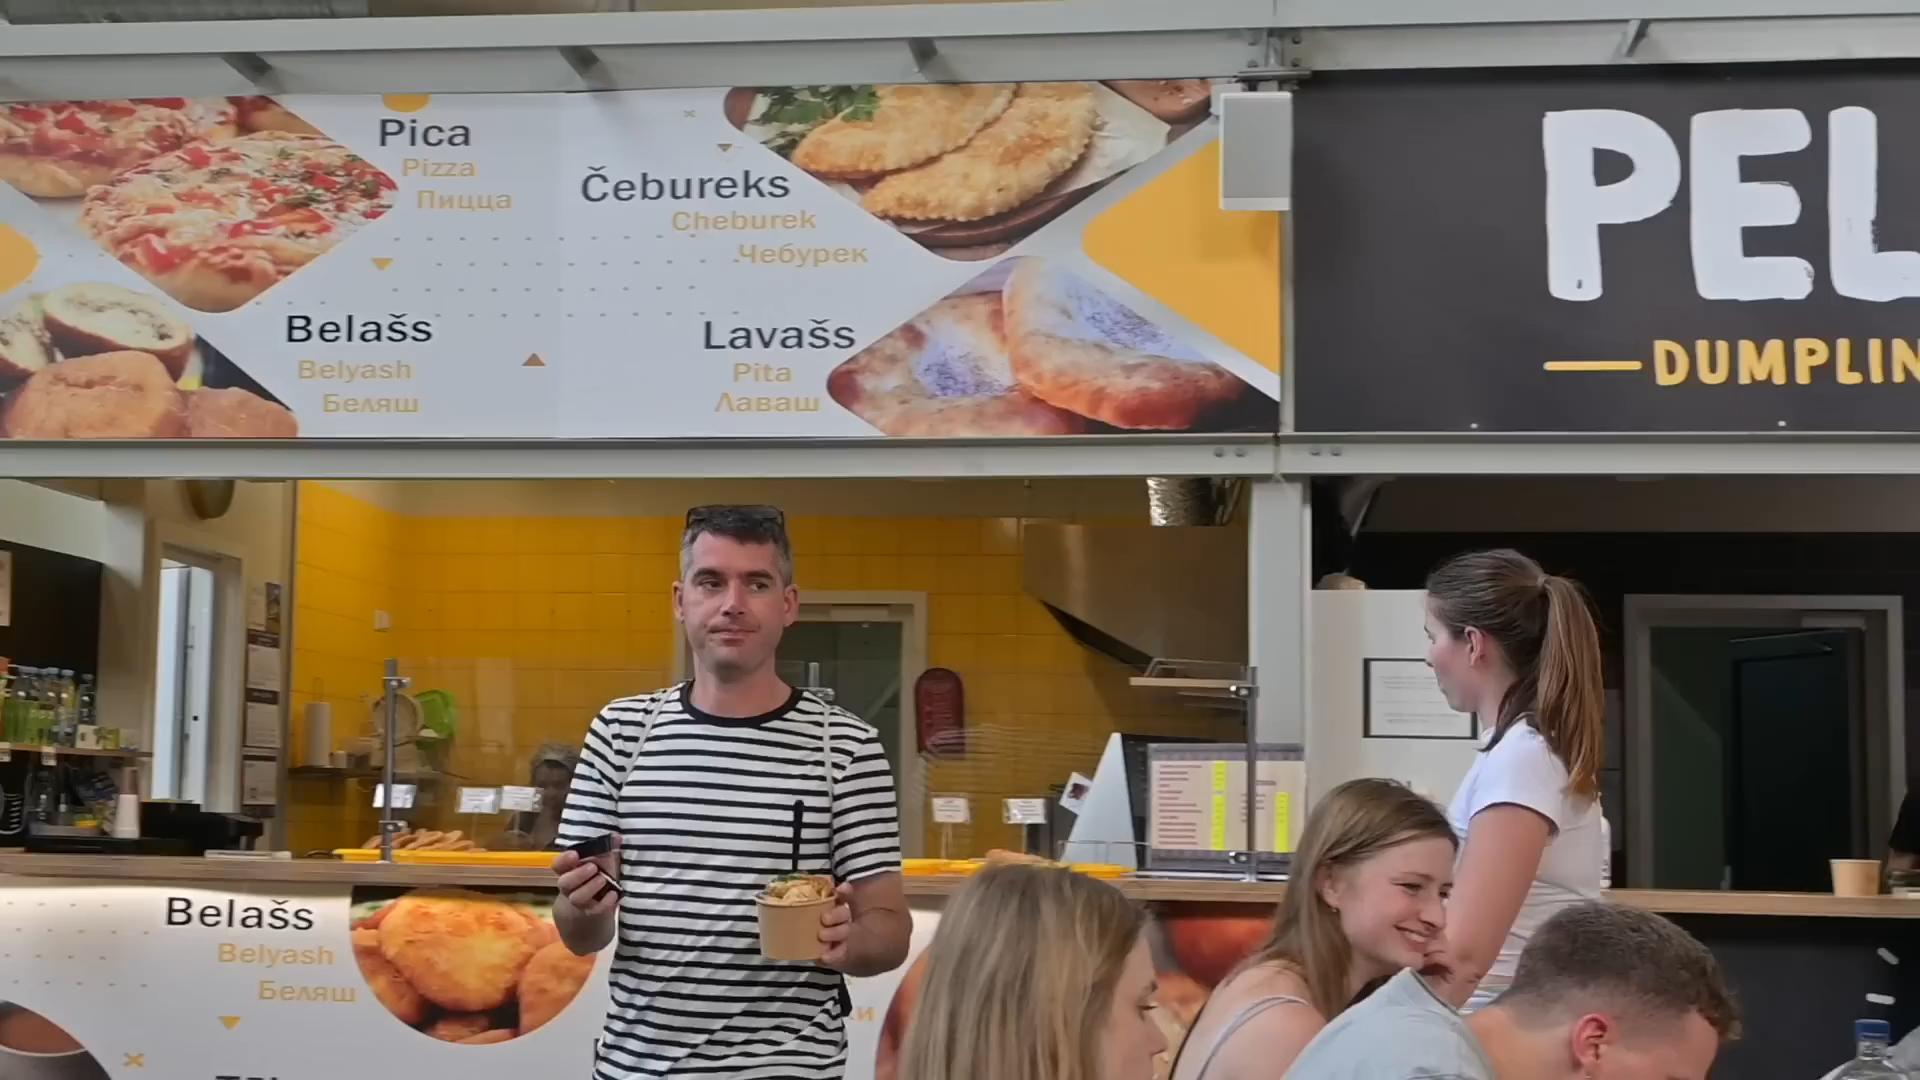 Pica
Pizza
Пицца
Čebureks
Cheburek
Чебурек
Belašs
Belyash
Беляш
Lavašs
Pita
Лаваш
PEL
DUMPLIN
Belašs
Belyash
Беляш